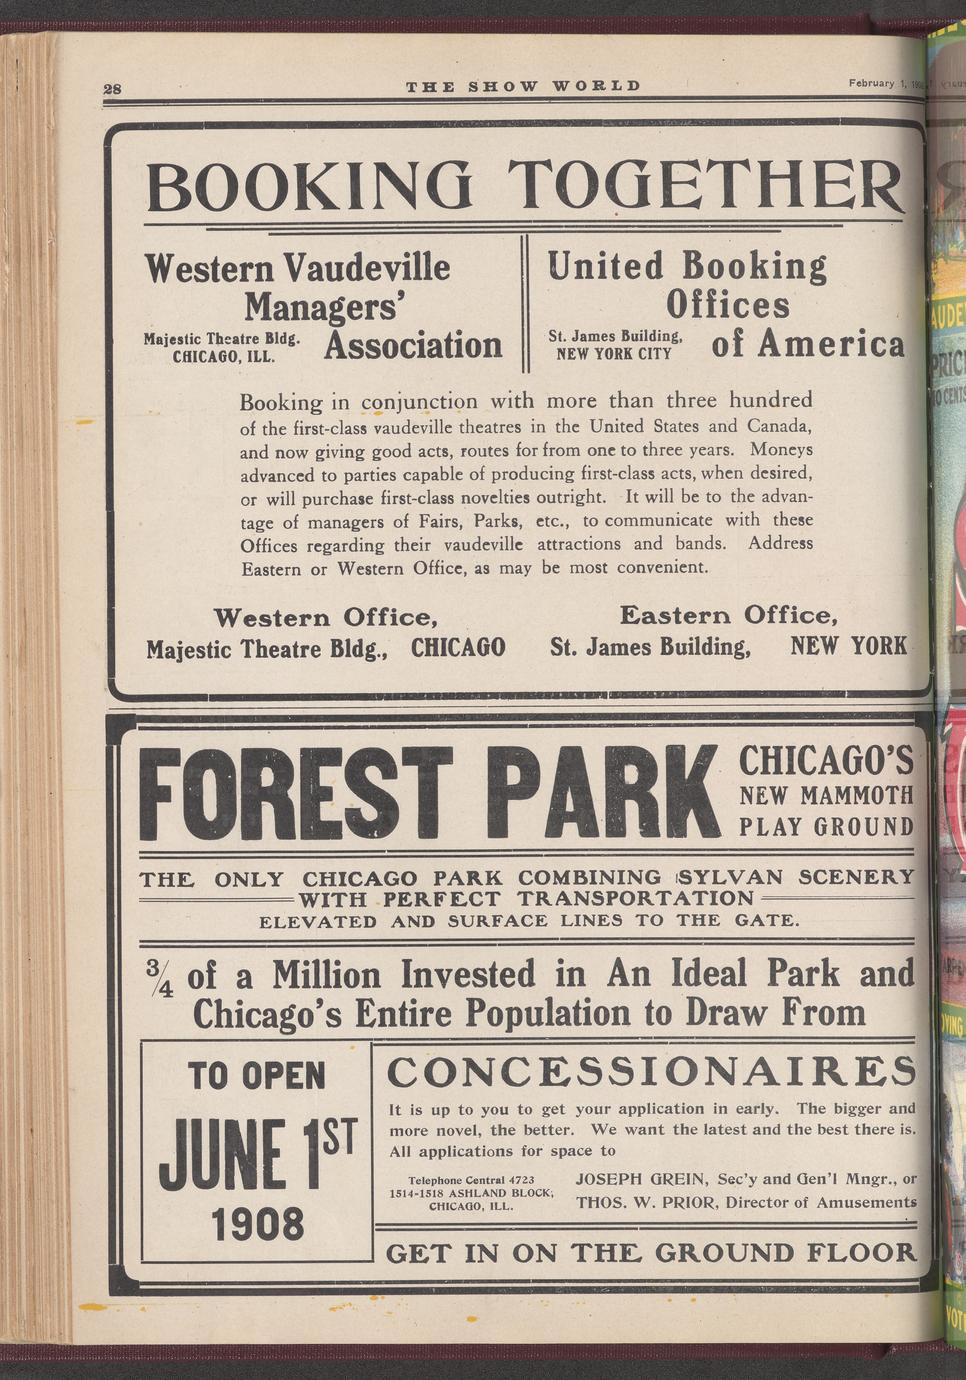 28
THE SHOW WORLD
February 1, 1908.
BOOKING TOGETHER
Western Vaudeville
Managers'
Majestic Theatre Bldg.
CHICAGO, ILL.
Association
United Booking
Offices
St. James Building,
NEW YORK CITY
of America
Booking in conjunction with more than three hundred
of the first-class vaudeville theatres in the United States and Canada,
and now giving good acts, routes for from one to three years. Moneys
advanced to parties capable of producing first-class acts, when desired,
or will purchase first-class novelties outright. It will be to the advan-
tage of managers of Fairs, Parks, etc., to communicate with these
Offices regarding their vaudeville attractions and bands. Address
Eastern or Western Office, as may be most convenient.
Western Office,
Majestic Theatre Bldg., CHICAGO
Eastern Office,
St. James Building, NEW YORK
FOREST PARK
CHICAGO'S
NEW MAMMOTH
PLAY GROUND
THE ONLY CHICAGO PARK COMBINING SYLVAN SCENERY
WITH PERFECT TRANSPORTATION
ELEVATED AND SURFACE LINES TO THE GATE.
¾ of a Million Invested in An Ideal Park and
Chicago's Entire Population to Draw From
TO OPEN
JUNE 1ST
1908
CONCESSIONAIRES
It is up to you to get your application in early. The bigger and
more novel, the better. We want the latest and the best there is.
All applications for space to
Telephone Central 4723
1514-1518 ASHLAND BLOCK,
CHICAGO, ILL.
JOSEPH GREIN, Sec'y and Gen'l Mngr., or
THOS. W. PRIOR, Director of Amusements
GET IN ON THE GROUND FLOOR